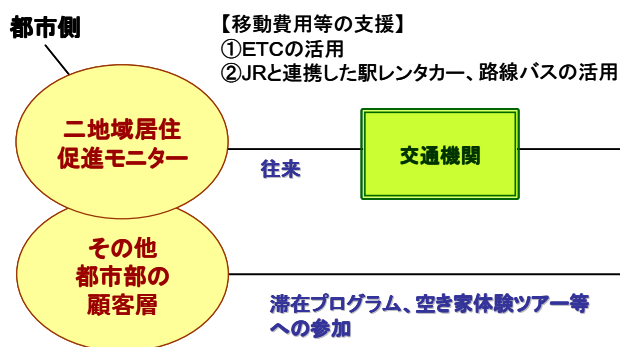 都市側
【移動費用等の支援】
①ETCの活用
②JRと連携した駅レンタカー、路線バスの活用
二地域居住
促進モニター
往来
交通機関
その他
都市部の
顧客層
滞在プログラム、空き家体験ツアー等
への参加